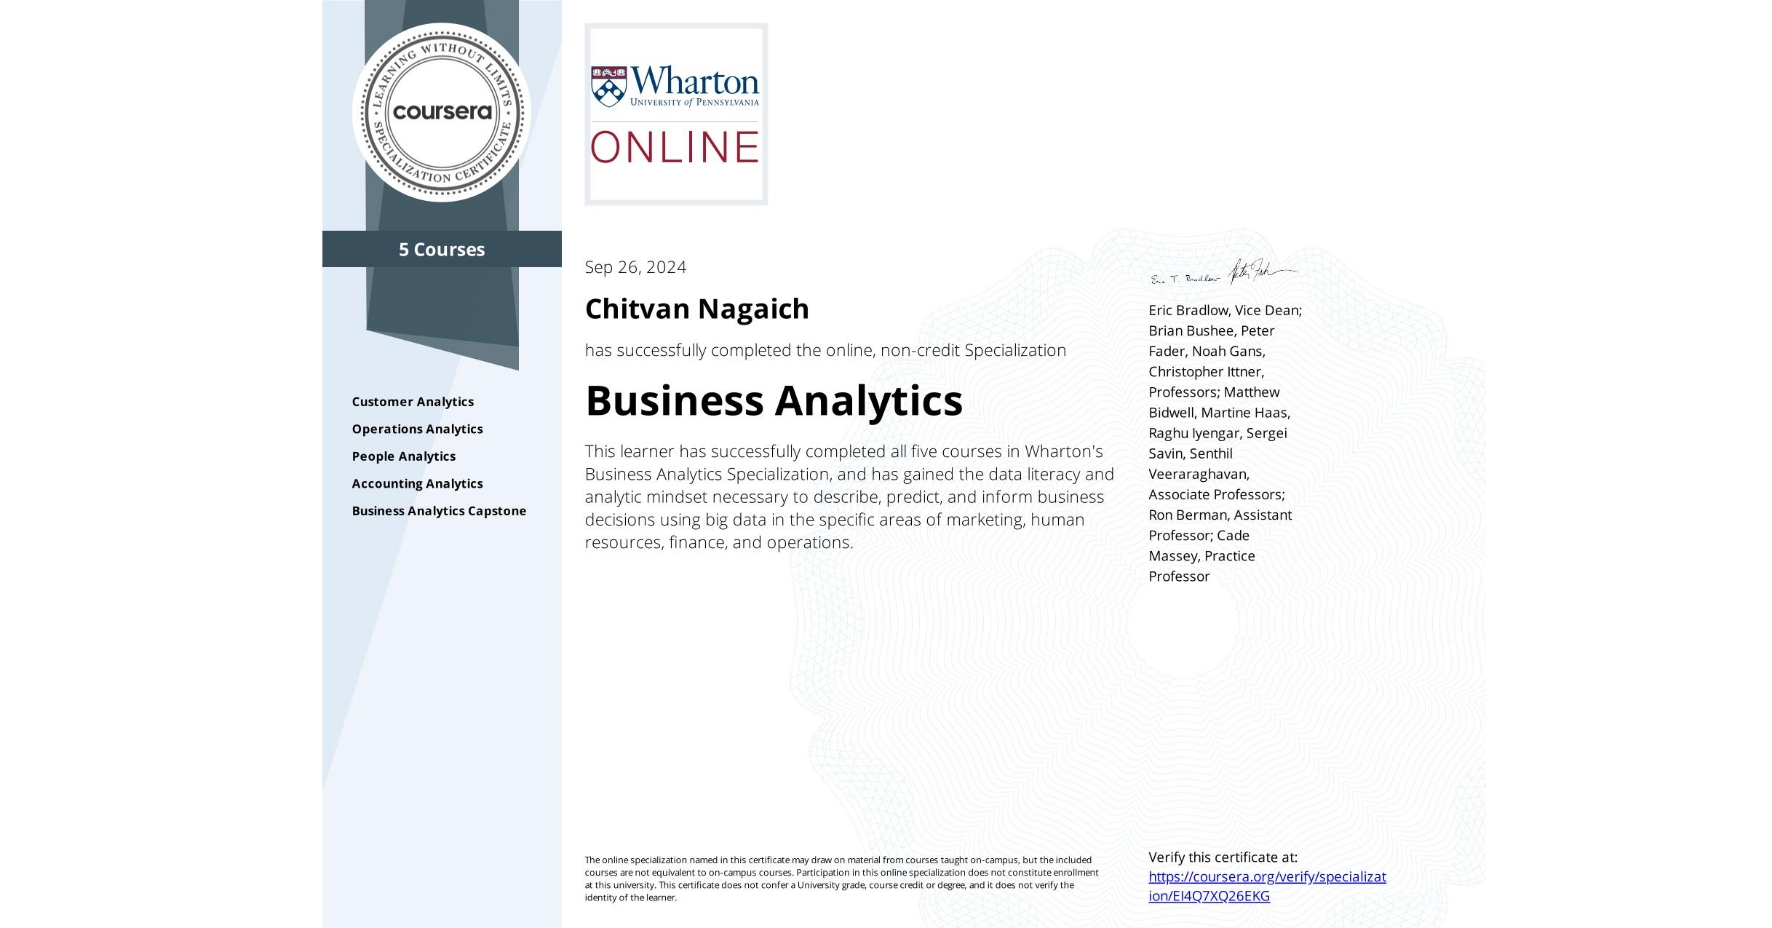 LEARNING WITHOUT LIMITS
coursera
SPECIALIZATION CERTIFICATE
5 Courses
Customer Analytics
Operations Analytics
People Analytics
Accounting Analytics
Business Analytics Capstone
Wharton
UNIVERSITY of PENNSYLVANIA
ONLINE
Sep 26, 2024
Chitvan Nagaich
has successfully completed the online, non-credit Specialization
Business Analytics
This learner has successfully completed all five courses in Wharton's
Business Analytics Specialization, and has gained the data literacy and
analytic mindset necessary to describe, predict, and inform business
decisions using big data in the specific areas of marketing, human
resources, finance, and operations.
Eric T. Bradlow Peter Fader
Eric Bradlow, Vice Dean;
Brian Bushee, Peter
Fader, Noah Gans,
Christopher Ittner,
Professors; Matthew
Bidwell, Martine Haas,
Raghu Iyengar, Sergei
Savin, Senthil
Veeraraghavan,
Associate Professors;
Ron Berman, Assistant
Professor; Cade
Massey, Practice
Professor
The online specialization named in this certificate may draw on material from courses taught on-campus, but the included
courses are not equivalent to on-campus courses. Participation in this online specialization does not constitute enrollment
at this university. This certificate does not confer a University grade, course credit or degree, and it does not verify the
identity of the learner.
Verify this certificate at:
https://coursera.org/verify/specializat
ion/EI4Q7XQ26EKG